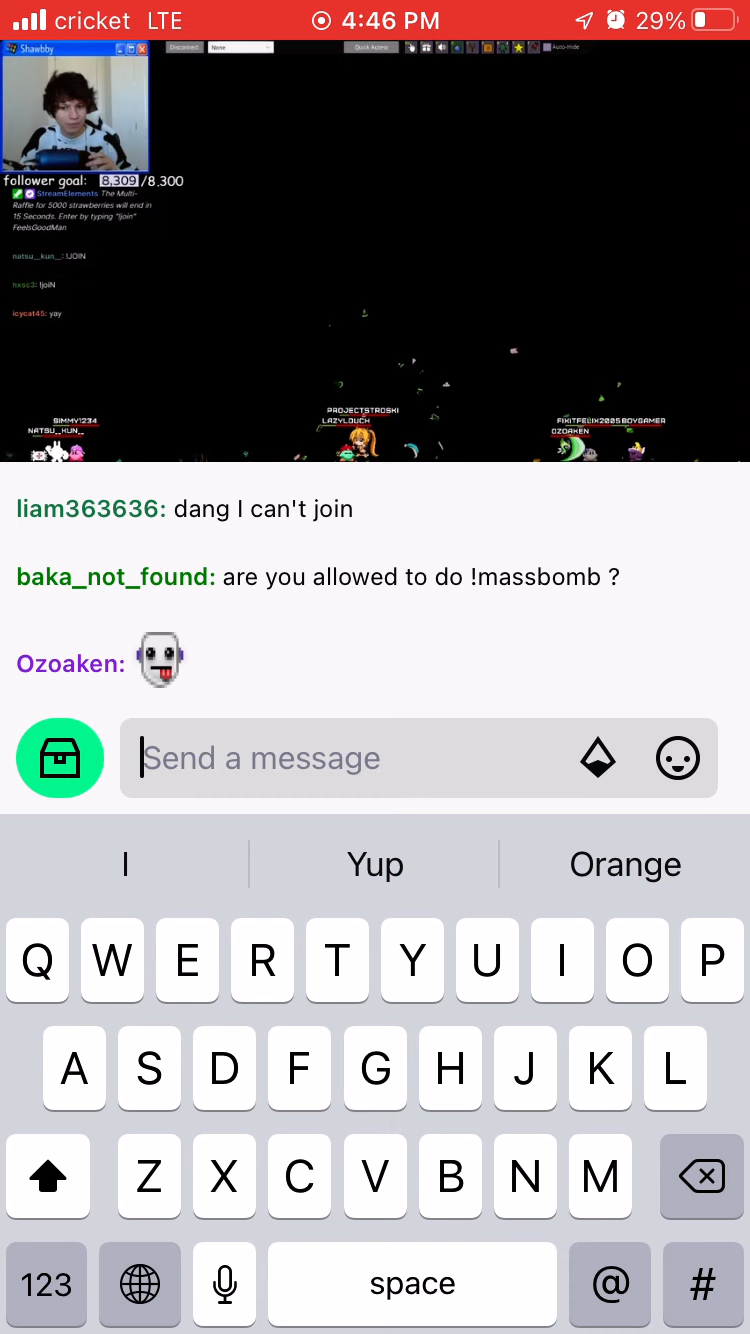 cricket LTE 4:46 PM 29%
Shawbby Disconnect None Quick Access Auto-Hide
follower goal: 8,309/8,300
StreamElements The Multi-
Raffle for 5000 strawberries will end in
15 Seconds. Enter by typing "!join"
FeelsGoodMan
natsu__kun__: !JOIN
hxsc3: !joiN
icycat45: yay
PROJECTSTROSKI
SIMMY1234 LAZYLOUCH FIXITFELIX2005BOYGAMER
NATSU__KUN__ OZOAKEN
liam363636: dang I can't join
baka_not_found: are you allowed to do !massbomb ?
Ozoaken:
Send a message
I Yup Orange
Q W E R T Y U I O P
A S D F G H J K L
Z X C V B N M
123 space @ #